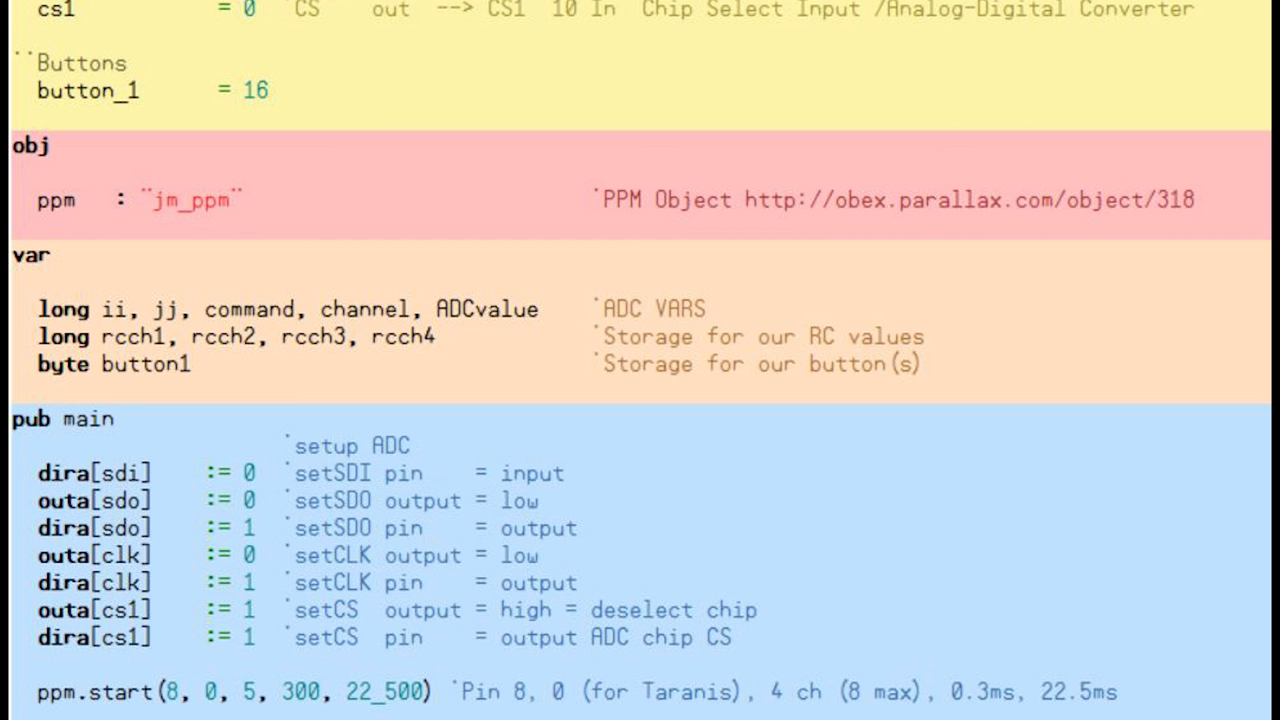 cs1 = 0 'CS out --> CS1 10 In Chip Select Input /Analog-Digital Converter
''Buttons
button_1 = 16
obj
ppm : "jm_ppm" 'PPM Object http://obex.parallax.com/object/318
var
long ii, jj, command, channel, ADCvalue 'ADC VARS
long rcch1, rcch2, rcch3, rcch4 'Storage for our RC values
byte button1 'Storage for our button(s)
pub main
'setup ADC
dira[sdi] := 0 'setSDI pin = input
outa[sdo] := 0 'setSDO output = low
dira[sdo] := 1 'setSDO pin = output
outa[clk] := 0 'setCLK output = low
dira[clk] := 1 'setCLK pin = output
outa[cs1] := 1 'setCS output = high = deselect chip
dira[cs1] := 1 'setCS pin = output ADC chip CS
ppm.start(8, 0, 5, 300, 22_500) 'Pin 8, 0 (for Taranis), 4 ch (8 max), 0.3ms, 22.5ms